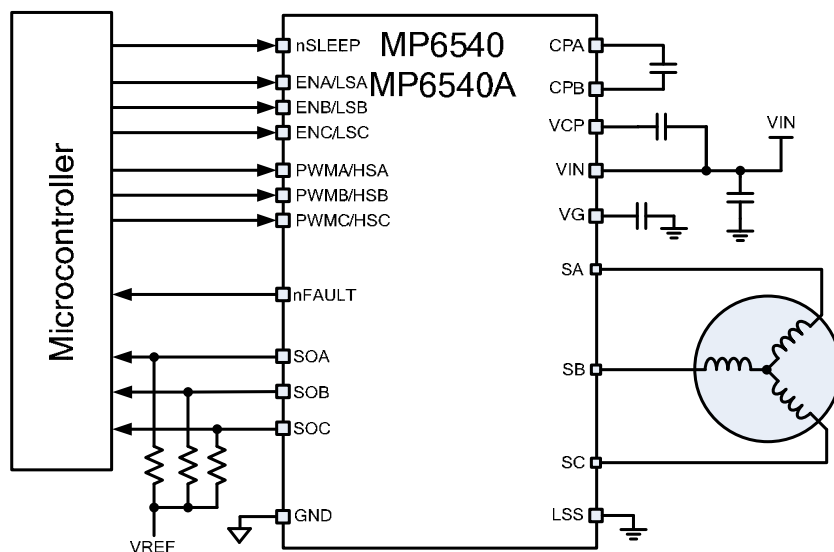 Microcontroller
MP6540
MP6540A
nSLEEP
ENA/LSA
ENB/LSB
ENC/LSC
PWMA/HSA
PWMB/HSB
PWMC/HSC
nFAULT
SOA
SOB
SOC
GND
VREF
CPA
CPB
VCP
VIN
VIN
VG
SA
SB
SC
LSS